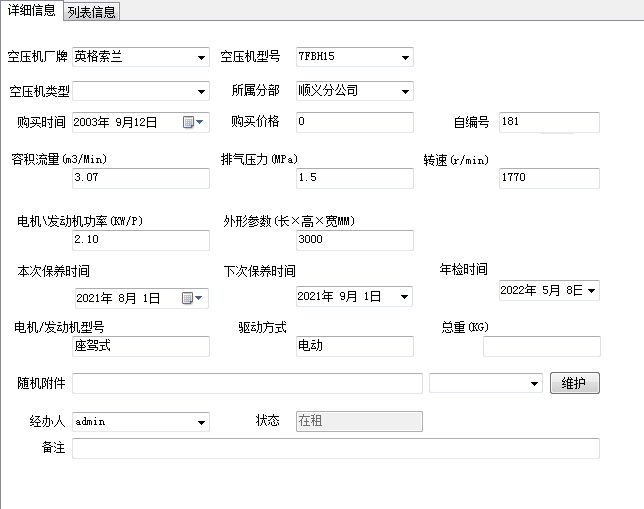 详细信息 列表信息
空压机厂牌 英格索兰 空压机型号 7FBH15
空压机类型 所属分部 顺义分公司
购买时间 2003年 9月12日 购买价格 0 自编号 181
容积流量(m3/Min) 排气压力(MPa) 转速(r/min)
3.07 1.5 1770
电机\发动机功率(KW/P) 外形参数(长×高×宽MM)
2.10 3000
本次保养时间 下次保养时间 年检时间
2021年 8月 1日 2021年 9月 1日 2022年 5月 8日
电机/发动机型号 驱动方式 总重(KG)
座驾式 电动
随机附件 维护
经办人 admin 状态 在租
备注